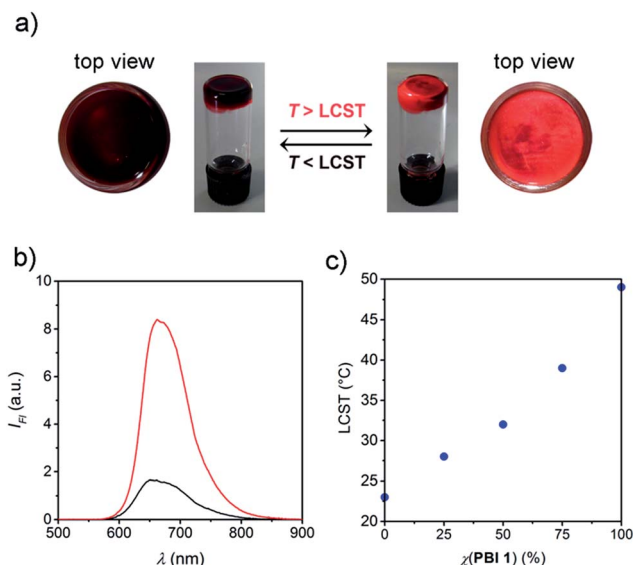 a)
top view
top view
T > LCST
T < LCST
b)
10
8
6
4
2
0
500 600 700 800 900
I_Fl (a.u.)
λ (nm)
c)
50
45
40
35
30
25
20
0 25 50 75 100
LCST (°C)
χ(PBI 1) (%)